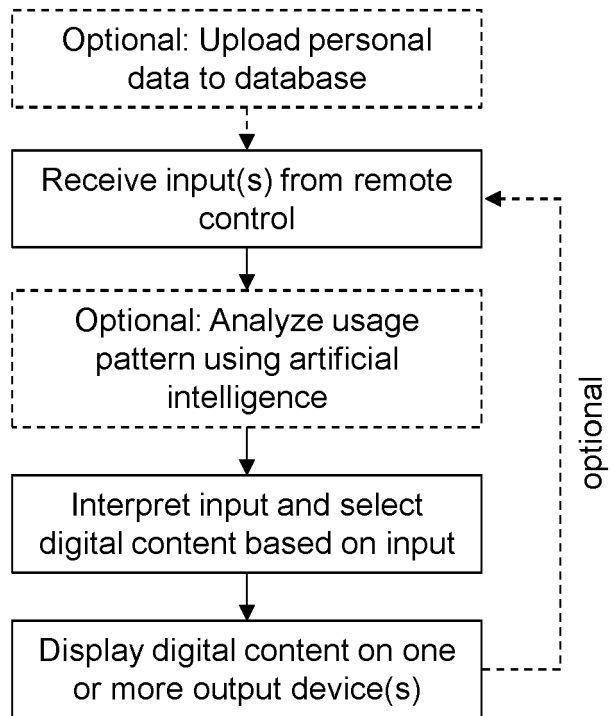 Optional: Upload personal
data to database
Receive input(s) from remote
control
Optional: Analyze usage
pattern using artificial
intelligence
optional
Interpret input and select
digital content based on input
Display digital content on one
or more output device(s)